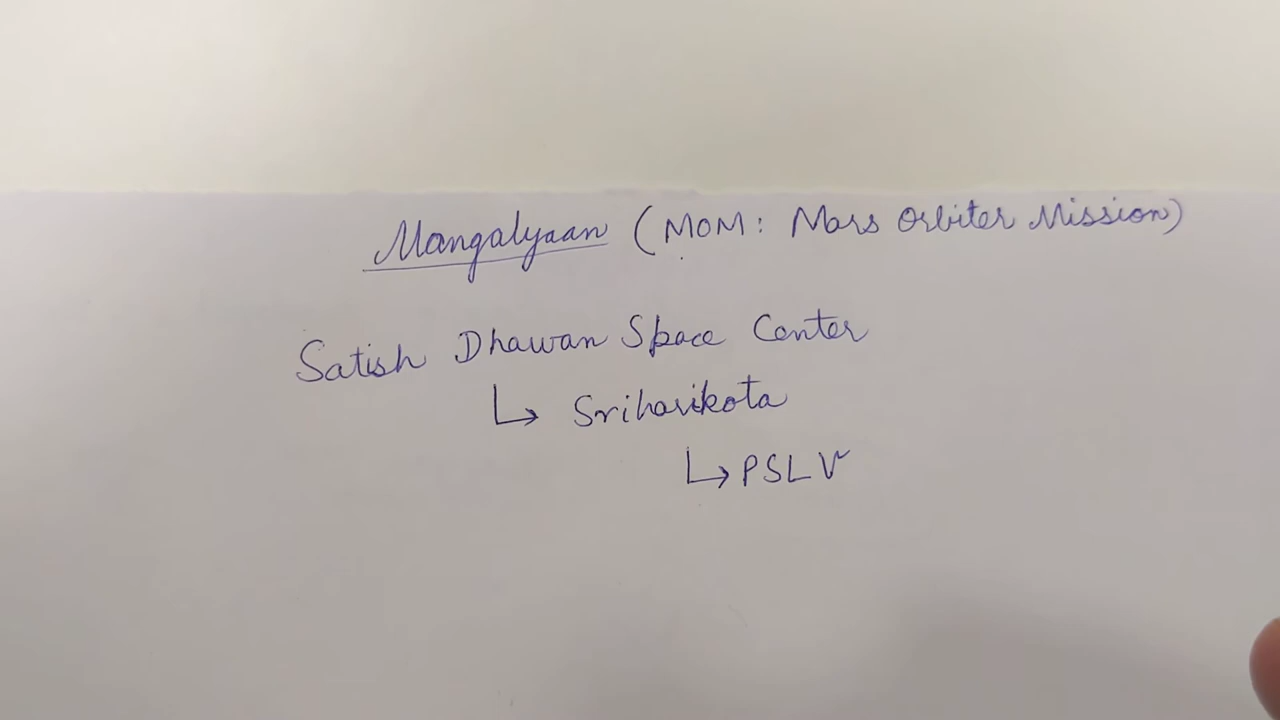 Mangalyaan (MOM: Mars Orbiter Mission)
Satish Dhawan Space Center
↳ Sriharikota
↳ PSLV